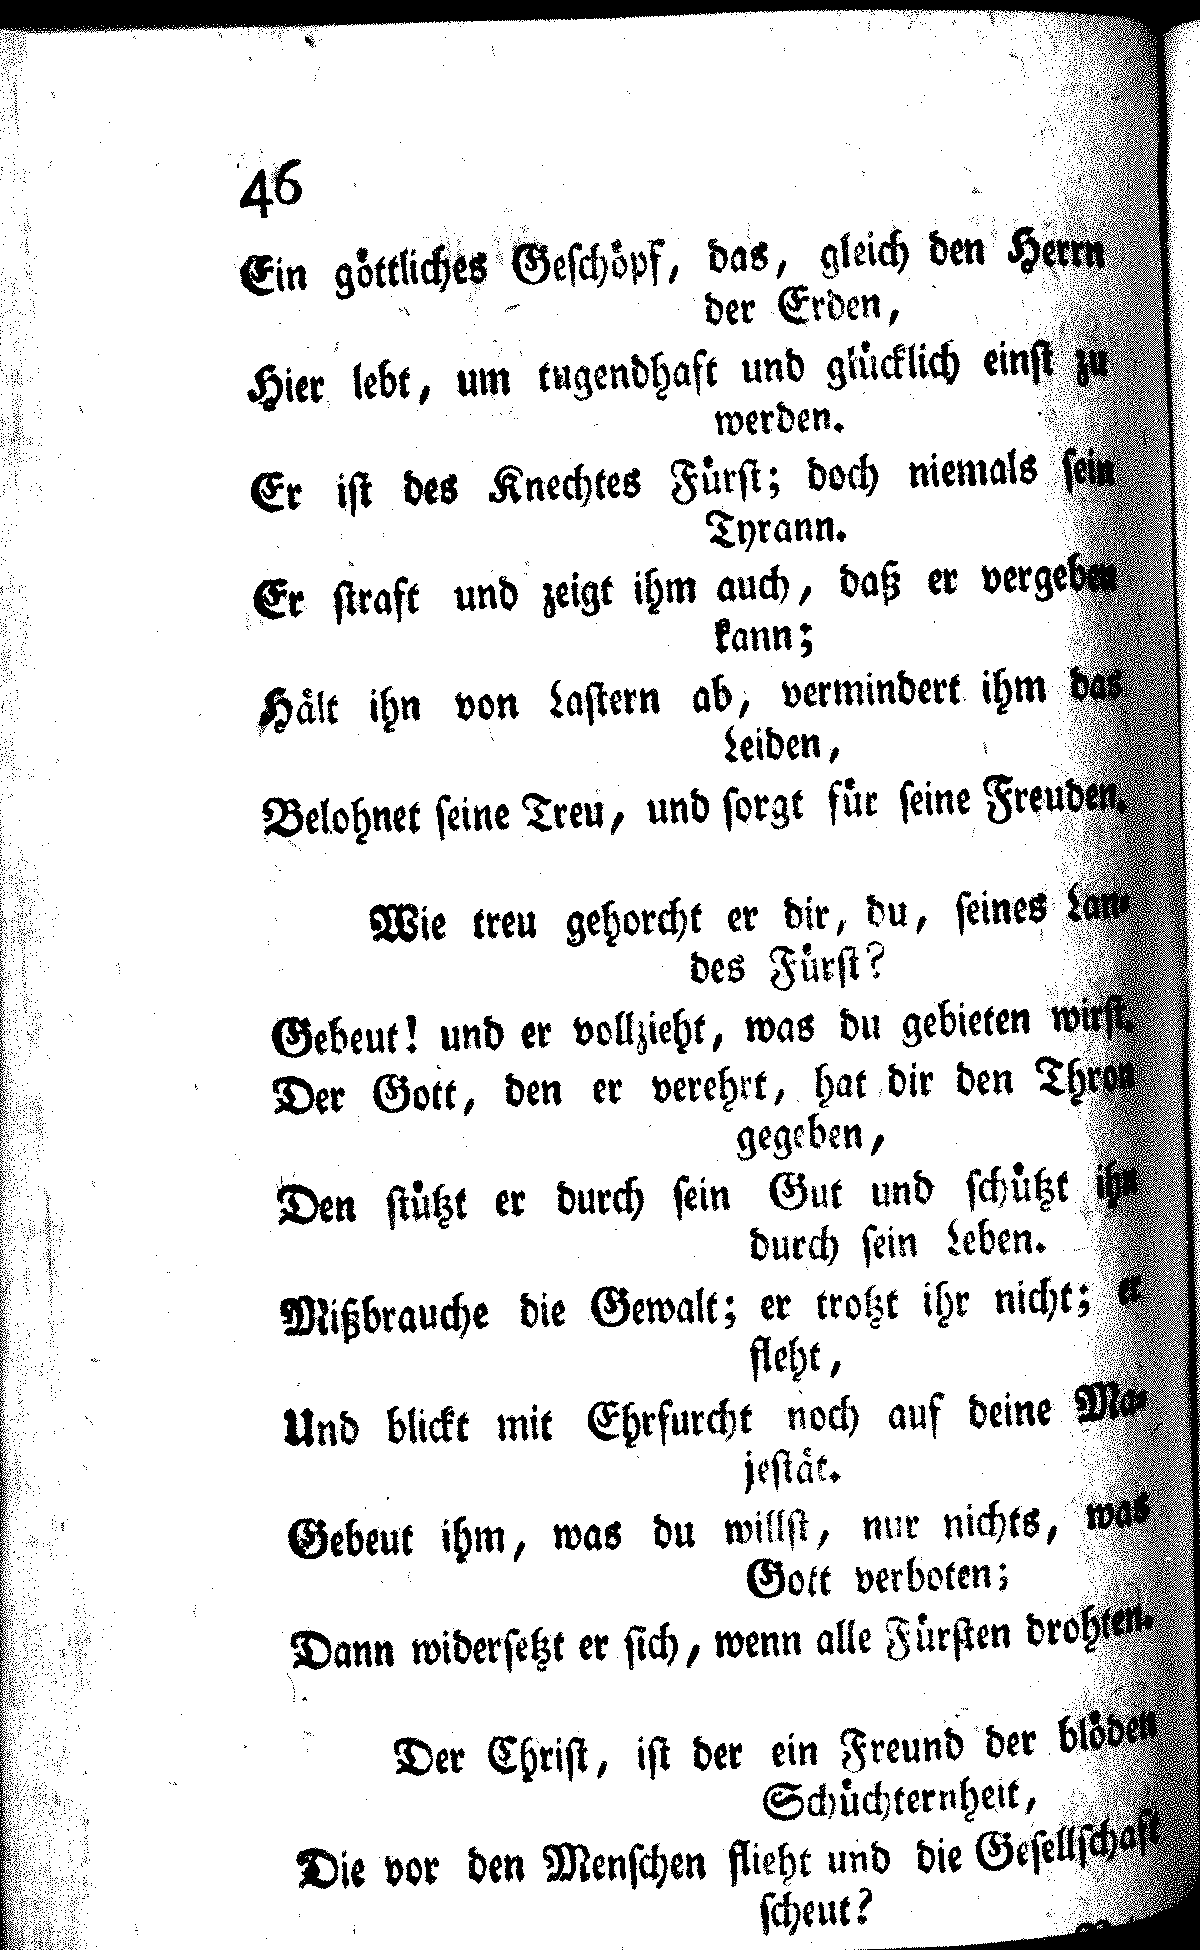 46
Ein göttliches Geschöpf, das, gleich den Herrn
der Erden,
Hier lebt, um tugendhaft und glücklich einst zu
werden.
Er ist des Knechtes Fürst; doch niemals sein
Tyrann.
Er straft und zeigt ihm auch, daß er vergeben
kann;
Hält ihn von Lastern ab, vermindert ihm das
Leiden,
Belohnet seine Treu, und sorgt für seine Freuden.
Wie treu gehorcht er dir, du, seines Lan-
des Fürst?
Gebeut! und er vollzieht, was du gebieten wirst.
Der Gott, den er verehrt, hat dir den Thron
gegeben,
Den stützt er durch sein Gut und schützt ihn
durch sein Leben.
Mißbrauche die Gewalt; er trotzt ihr nicht; er
fleht,
Und blickt mit Ehrfurcht noch auf deine Ma-
jestät.
Gebeut ihm, was du willst, nur nichts, was
Gott verboten;
Dann widersetzt er sich, wenn alle Fürsten drohten.
Der Christ, ist der ein Freund der blöden
Schüchternheit,
Die vor den Menschen flieht und die Gesellschaft
scheut?